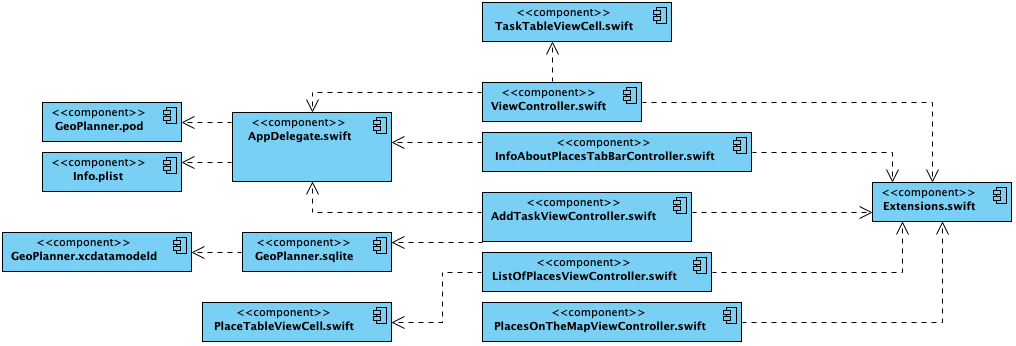 <<component>>
TaskTableViewCell.swift
<<component>>
ViewController.swift
<<component>>
GeoPlanner.pod
<<component>>
AppDelegate.swift
<<component>>
InfoAboutPlacesTabBarController.swift
<<component>>
Info.plist
<<component>>
Extensions.swift
<<component>>
AddTaskViewController.swift
<<component>>
GeoPlanner.xcdatamodeld
<<component>>
GeoPlanner.sqlite
<<component>>
ListOfPlacesViewController.swift
<<component>>
PlaceTableViewCell.swift
<<component>>
PlacesOnTheMapViewController.swift